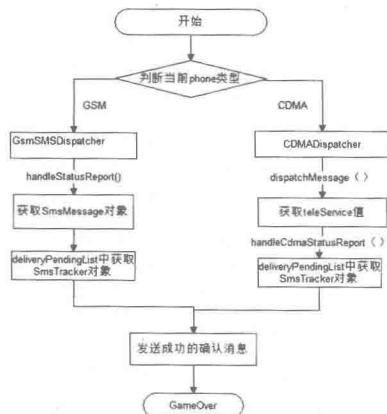 开始
判断当前phone类型
GSM
CDMA
GsmSMSDispatcher
CDMADispatcher
handleStatusReport()
dispatchMessage（ ）
获取SmsMessage对象
获取teleService值
handleCdmaStatusReport（ ）
deliveryPendingList中获取
SmsTracker对象
deliveryPendingList中获取
SmsTracker对象
发送成功的确认消息
GameOver